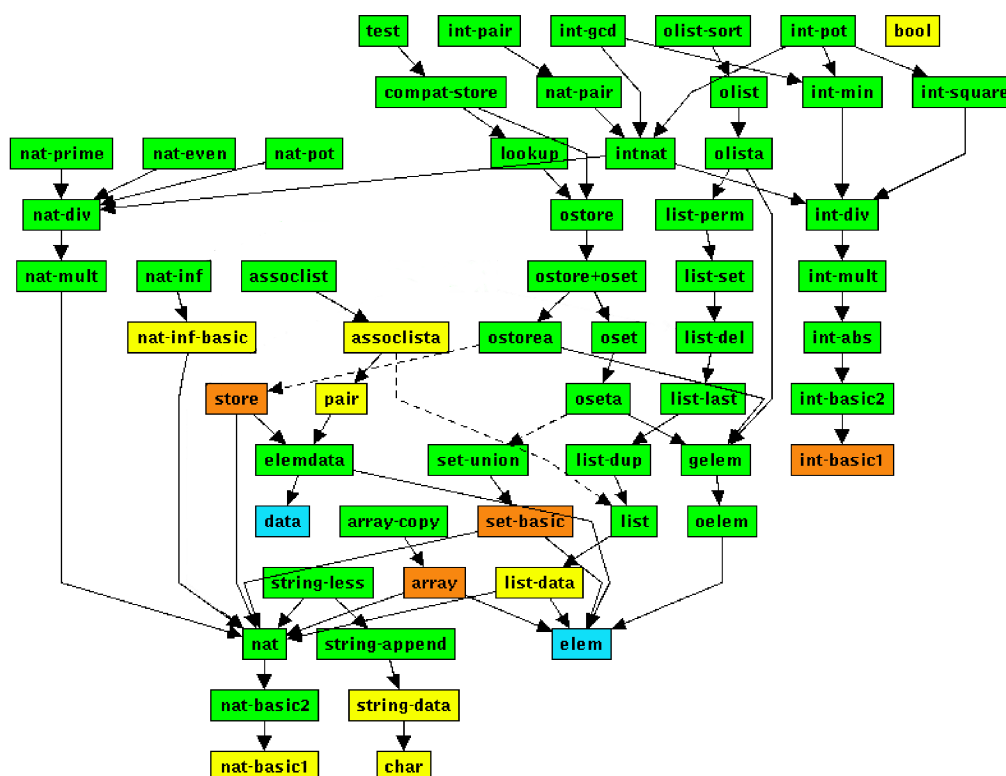 test
int-pair
int-gcd
olist-sort
int-pot
bool
compat-store
nat-pair
olist
int-min
int-square
nat-prime
nat-even
nat-pot
lookup
intnat
olista
nat-div
ostore
list-perm
int-div
nat-mult
nat-inf
assoclist
ostore+oset
list-set
int-mult
nat-inf-basic
assoclista
ostorea
oset
list-del
int-abs
store
pair
oseta
list-last
int-basic2
elemdata
set-union
list-dup
gelem
int-basic1
data
array-copy
set-basic
list
oelem
string-less
array
list-data
nat
string-append
elem
nat-basic2
string-data
nat-basic1
char